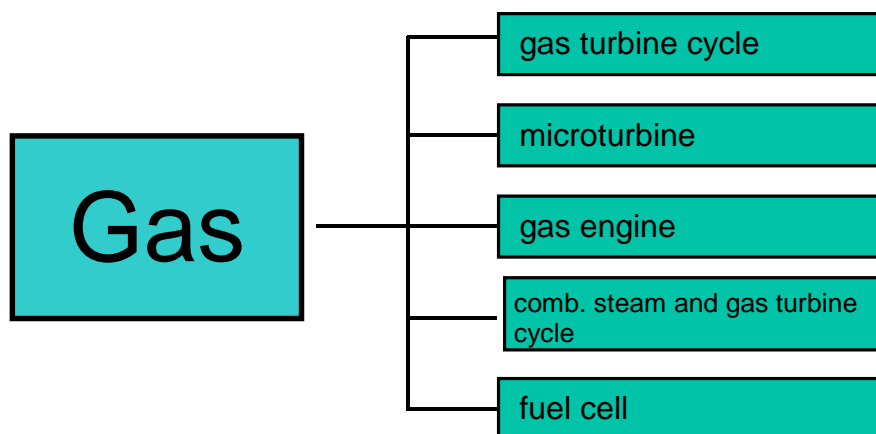 Gas
gas turbine cycle
microturbine
gas engine
comb. steam and gas turbine
cycle
fuel cell